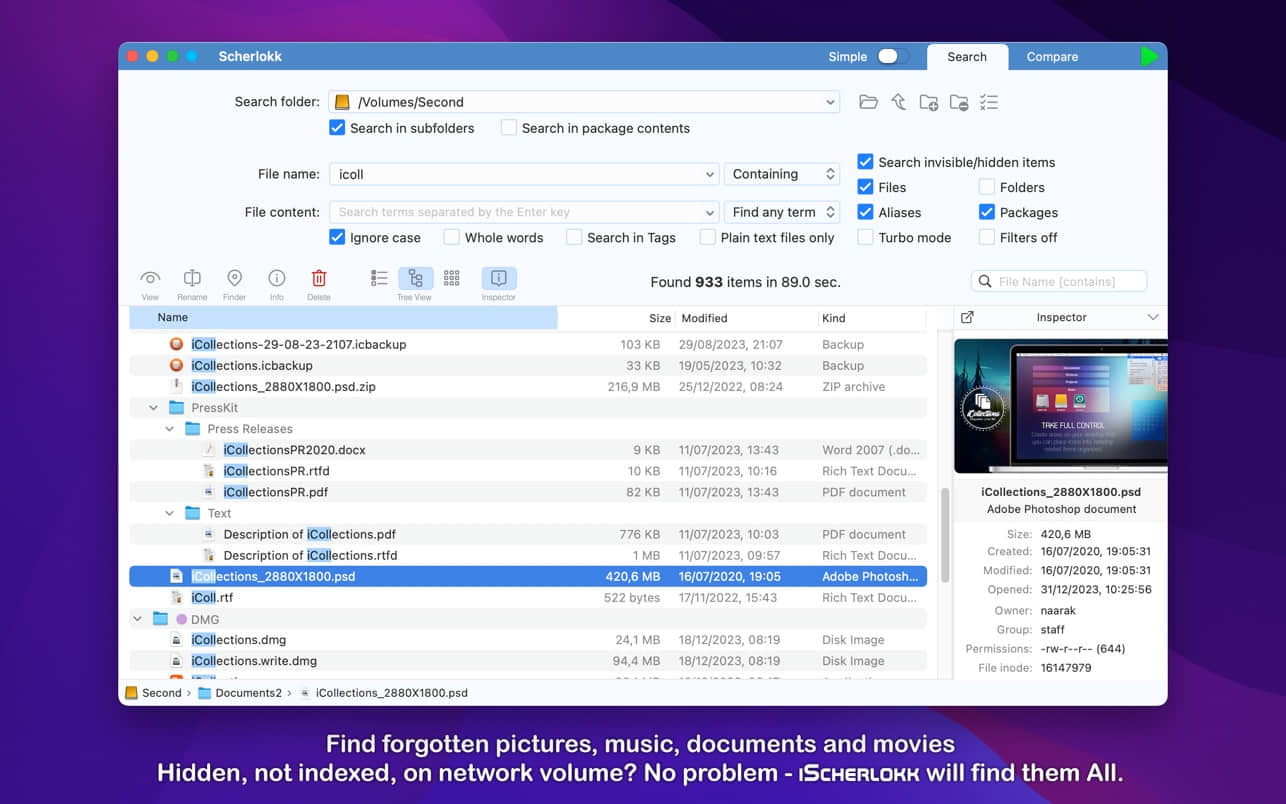 Scherlokk
Simple Search Compare
Search folder: /Volumes/Second
Search in subfolders Search in package contents
Search invisible/hidden items
File name: icoll Containing
Files Folders
File content: Search terms separated by the Enter key Find any term
Aliases Packages
Ignore case Whole words Search in Tags Plain text files only Turbo mode Filters off
View Rename Finder Info Delete Tree View Inspector
Found 933 items in 89.0 sec.
File Name [contains]
Name Size Modified Kind
Inspector
iCollections-29-08-23-2107.icbackup 103 KB 29/08/2023, 21:07 Backup
iCollections.icbackup 33 KB 19/05/2023, 10:32 Backup
iCollections_2880X1800.psd.zip 216,9 MB 25/12/2022, 08:24 ZIP archive
PressKit
Press Releases
iCollectionsPR2020.docx 9 KB 11/07/2023, 13:43 Word 2007 (.do...
iCollectionsPR.rtfd 10 KB 11/07/2023, 10:16 Rich Text Docu...
iCollectionsPR.pdf 82 KB 11/07/2023, 13:43 PDF document
Text
Description of iCollections.pdf 776 KB 11/07/2023, 10:03 PDF document
Description of iCollections.rtfd 1 MB 11/07/2023, 09:57 Rich Text Docu...
iCollections_2880X1800.psd 420,6 MB 16/07/2020, 19:05 Adobe Photosh...
iColl.rtf 522 bytes 17/11/2022, 15:43 Rich Text Docu...
DMG
iCollections.dmg 24,1 MB 18/12/2023, 08:19 Disk Image
iCollections.write.dmg 94,4 MB 18/12/2023, 08:19 Disk Image
iCollections
TAKE FULL CONTROL
iCollections_2880X1800.psd
Adobe Photoshop document
Size: 420,6 MB
Created: 16/07/2020, 19:05:31
Modified: 16/07/2020, 19:05:31
Opened: 31/12/2023, 10:25:56
Owner: naarak
Group: staff
Permissions: -rw-r--r-- (644)
File inode: 16147979
Second › Documents2 › iCollections_2880X1800.psd
Find forgotten pictures, music, documents and movies
Hidden, not indexed, on network volume? No problem - iScherlokk will find them All.